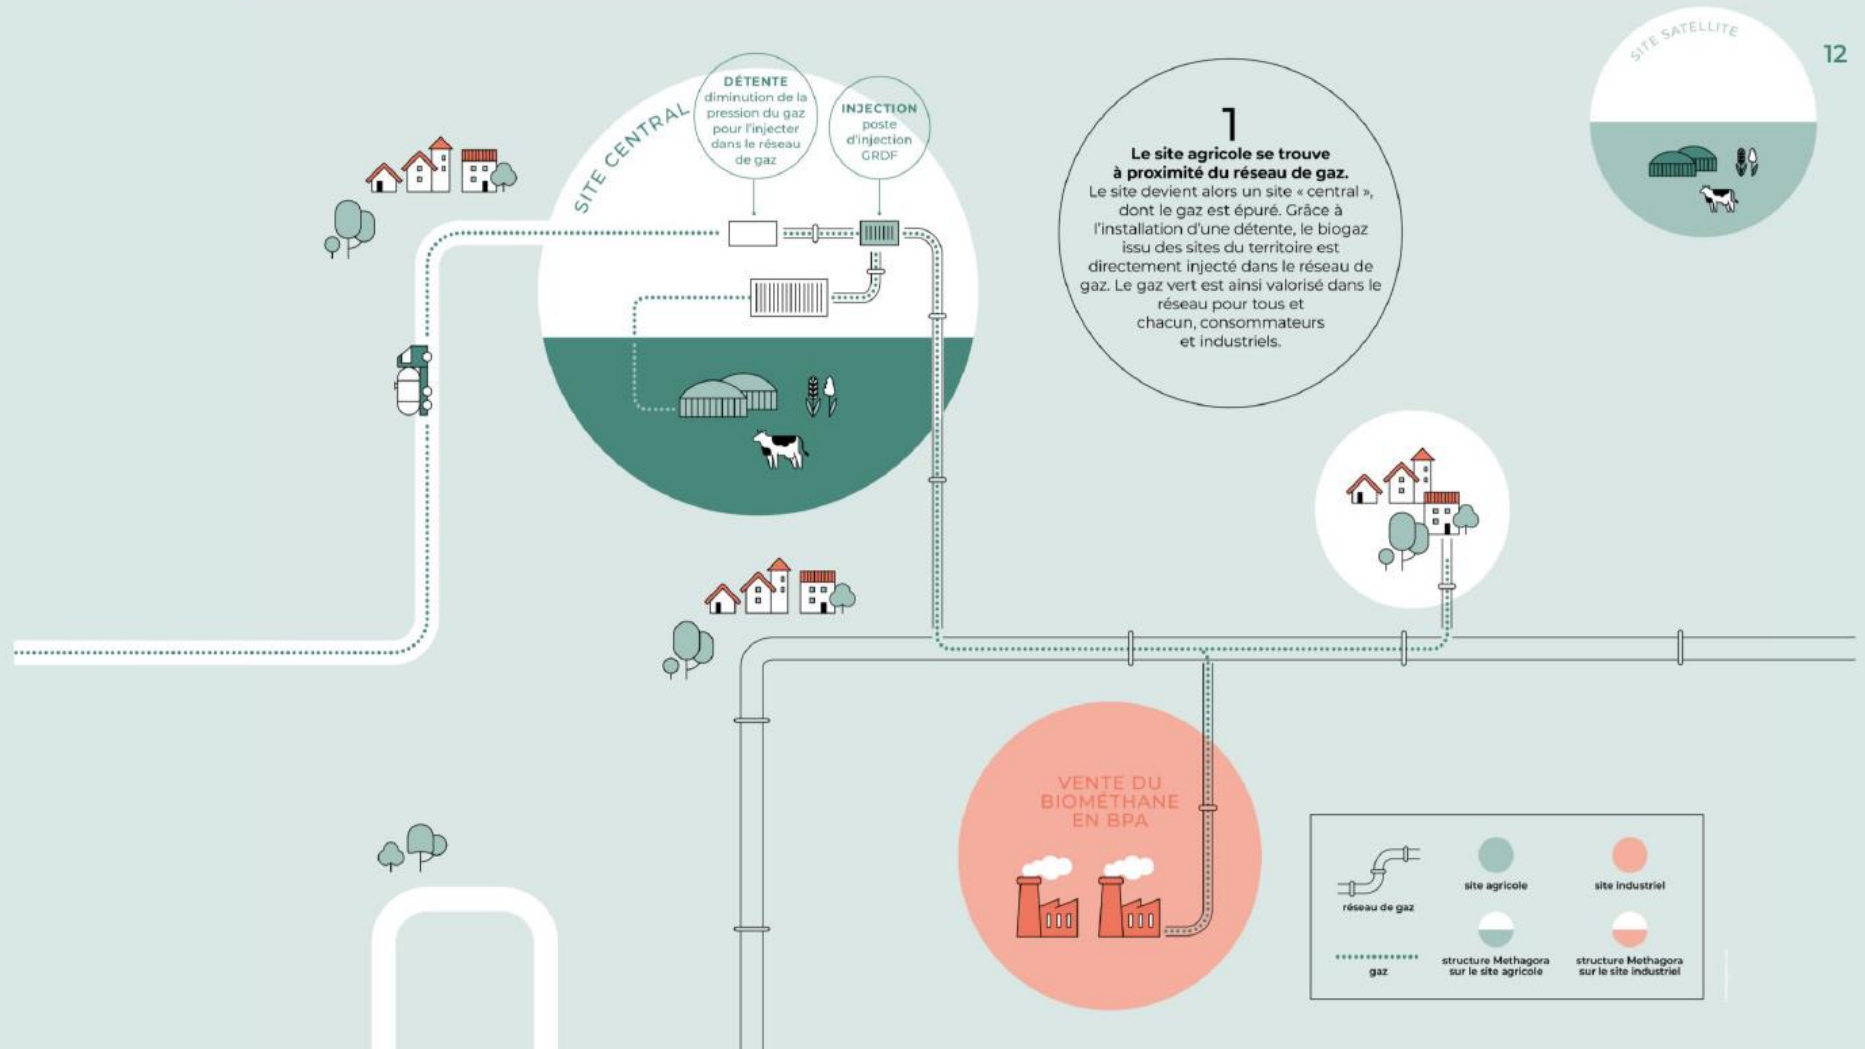 SITE SATELLITE
12
SITE CENTRAL
DÉTENTE
diminution de la
pression du gaz
pour l'injecter
dans le réseau
de gaz
INJECTION
poste
d'injection
GRDF
1
Le site agricole se trouve
à proximité du réseau de gaz.
Le site devient alors un site « central »,
dont le gaz est épuré. Grâce à
l'installation d'une détente, le biogaz
issu des sites du territoire est
directement injecté dans le réseau de
gaz. Le gaz vert est ainsi valorisé dans le
réseau pour tous et
chacun, consommateurs
et industriels.
VENTE DU
BIOMÉTHANE
EN BPA
réseau de gaz
site agricole
site industriel
gaz
structure Methagora
sur le site agricole
structure Methagora
sur le site industriel